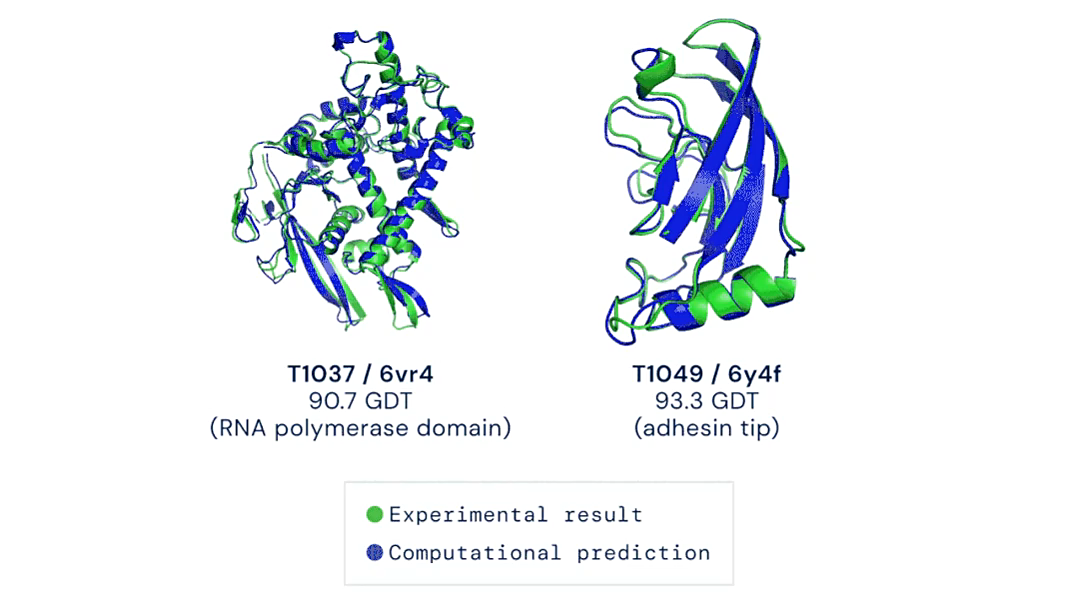 T1037 / 6vr4
90.7 GDT
(RNA polymerase domain)
T1049 / 6y4f
93.3 GDT
(adhesin tip)
Experimental result
Computational prediction